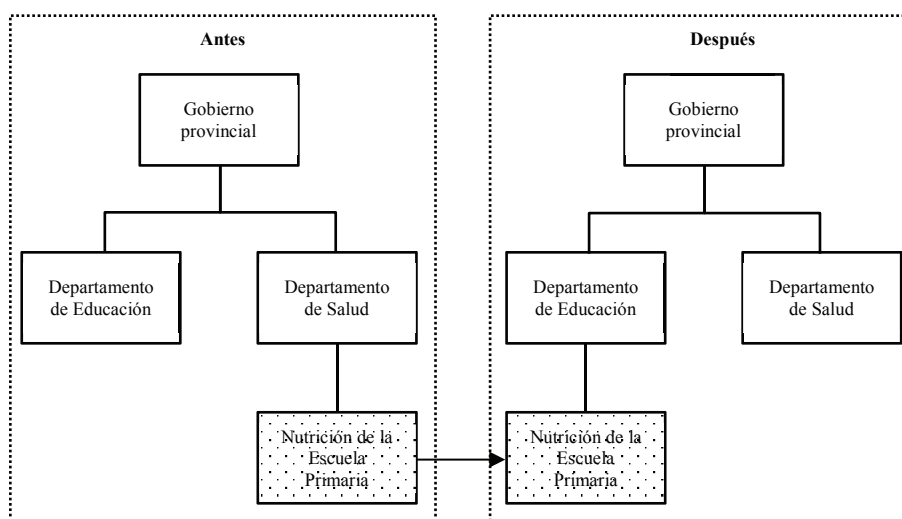 Antes
Gobierno
provincial
Departamento
de Educación
Departamento
de Salud
Nutrición de la
Escuela
Primaria
Después
Gobierno
provincial
Departamento
de Educación
Departamento
de Salud
Nutrición de la
Escuela
Primaria